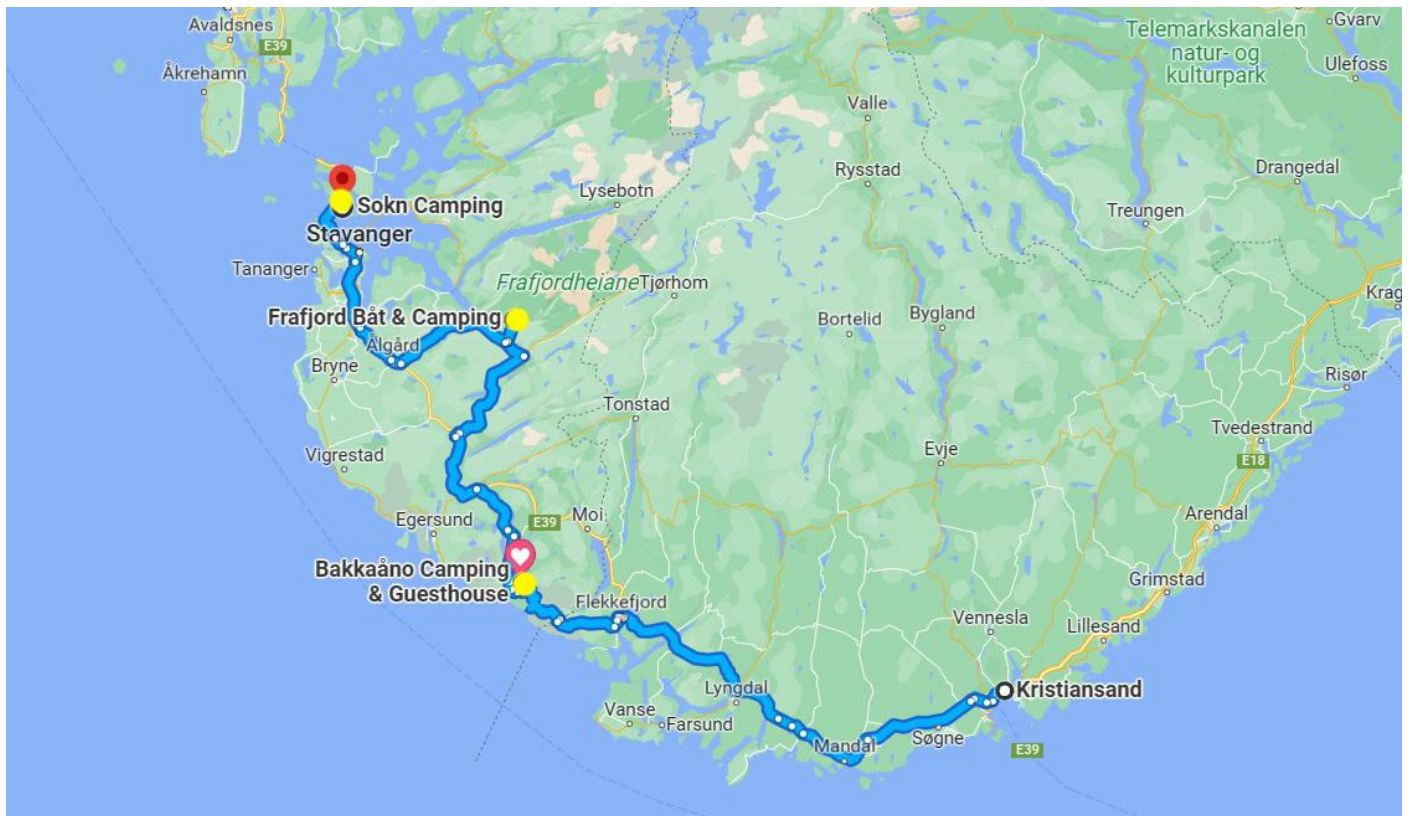 Avaldsnes
E39
Åkrehamn
Telemarkskanalen
natur- og
kulturpark
Gvarv
Ulefoss
Valle
Rysstad
Drangedal
Lysebotn
Treungen
Sokn Camping
Stavanger
Tananger
Frafjordheiane
Tjørhom
Krag
Frafjord Båt & Camping
Bortelid
Bygland
Ålgård
Bryne
Risør
Tonstad
Tvedestrand
Vigrestad
Evje
E18
Egersund
E39
Moi
Arendal
Bakkaåno Camping
& Guesthouse
Grimstad
Flekkefjord
Vennesla
Lillesand
Lyngdal
Kristiansand
Vanse
Farsund
Mandal
Søgne
E39